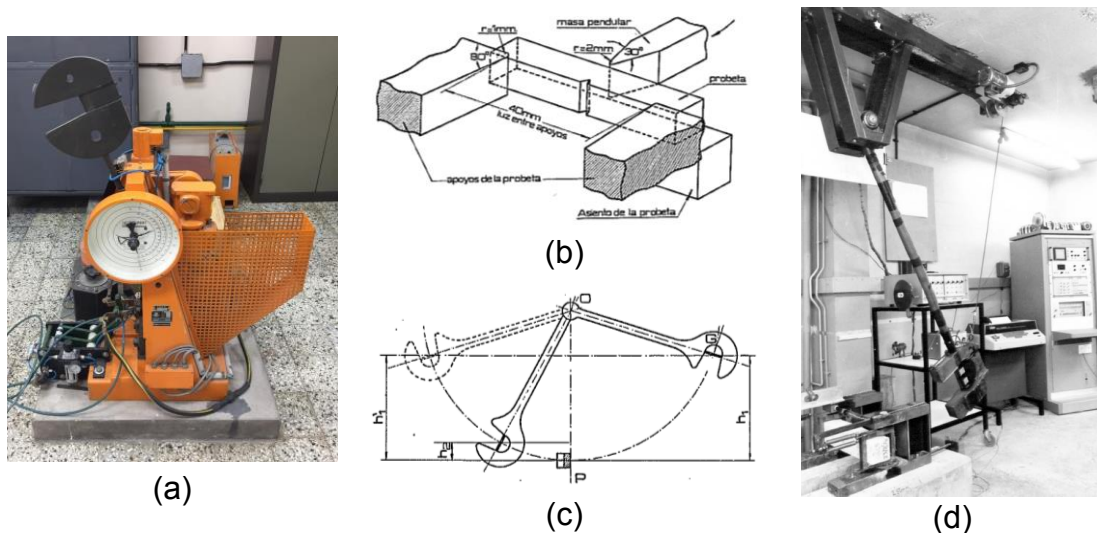 masa pendular
r=1mm
80°
r=2mm
30°
probeta
40mm
luz entre apoyos
apoyos de la probeta
Asiento de la probeta
(a)
(b)
O
G
h'1
h2
h1
P
(c)
(d)